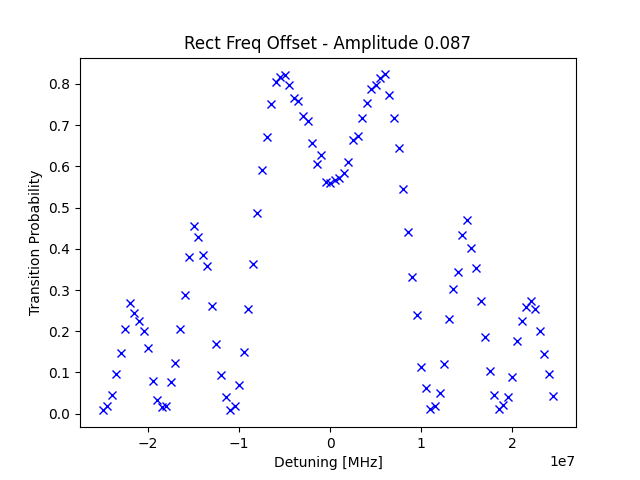 Rect Freq Offset - Amplitude 0.087
Transition Probability
0.8
0.7
0.6
0.5
0.4
0.3
0.2
0.1
0.0
−2 −1 0 1 2
1e7
Detuning [MHz]